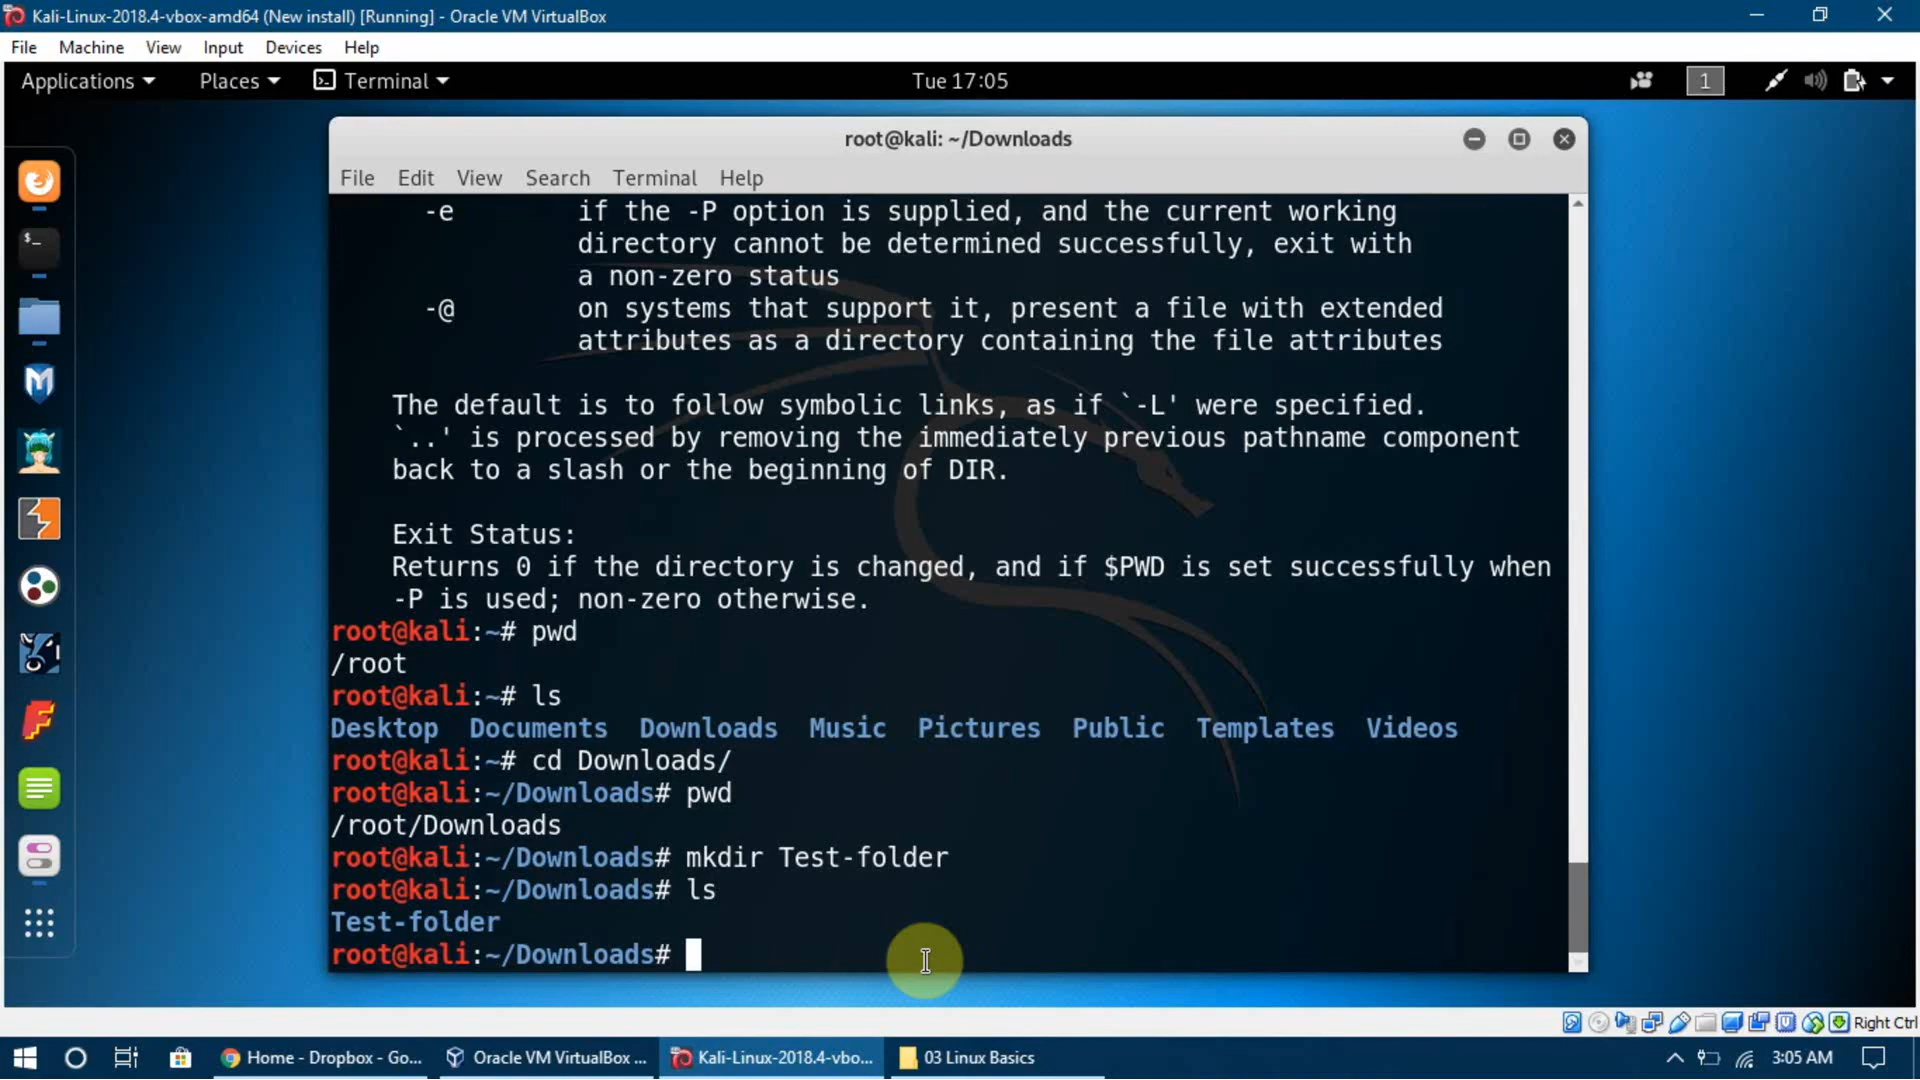 Kali-Linux-2018.4-vbox-amd64 (New install) [Running] - Oracle VM VirtualBox
File Machine View Input Devices Help
Applications Places Terminal Tue 17:05 1
root@kali: ~/Downloads
File Edit View Search Terminal Help
-e if the -P option is supplied, and the current working
directory cannot be determined successfully, exit with
a non-zero status
-@ on systems that support it, present a file with extended
attributes as a directory containing the file attributes
The default is to follow symbolic links, as if `-L' were specified.
`..' is processed by removing the immediately previous pathname component
back to a slash or the beginning of DIR.
Exit Status:
Returns 0 if the directory is changed, and if $PWD is set successfully when
-P is used; non-zero otherwise.
root@kali:~# pwd
/root
root@kali:~# ls
Desktop Documents Downloads Music Pictures Public Templates Videos
root@kali:~# cd Downloads/
root@kali:~/Downloads# pwd
/root/Downloads
root@kali:~/Downloads# mkdir Test-folder
root@kali:~/Downloads# ls
Test-folder
root@kali:~/Downloads#
Right Ctrl
Home - Dropbox - Go... Oracle VM VirtualBox ... Kali-Linux-2018.4-vbo... 03 Linux Basics 3:05 AM